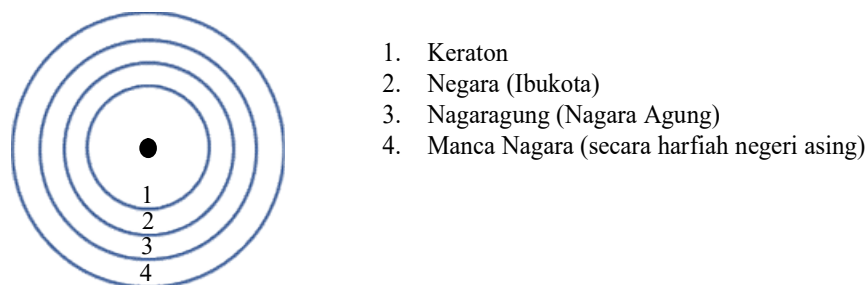 1
2
3
4
1. Keraton
2. Negara (Ibukota)
3. Nagaragung (Nagara Agung)
4. Manca Nagara (secara harfiah negeri asing)